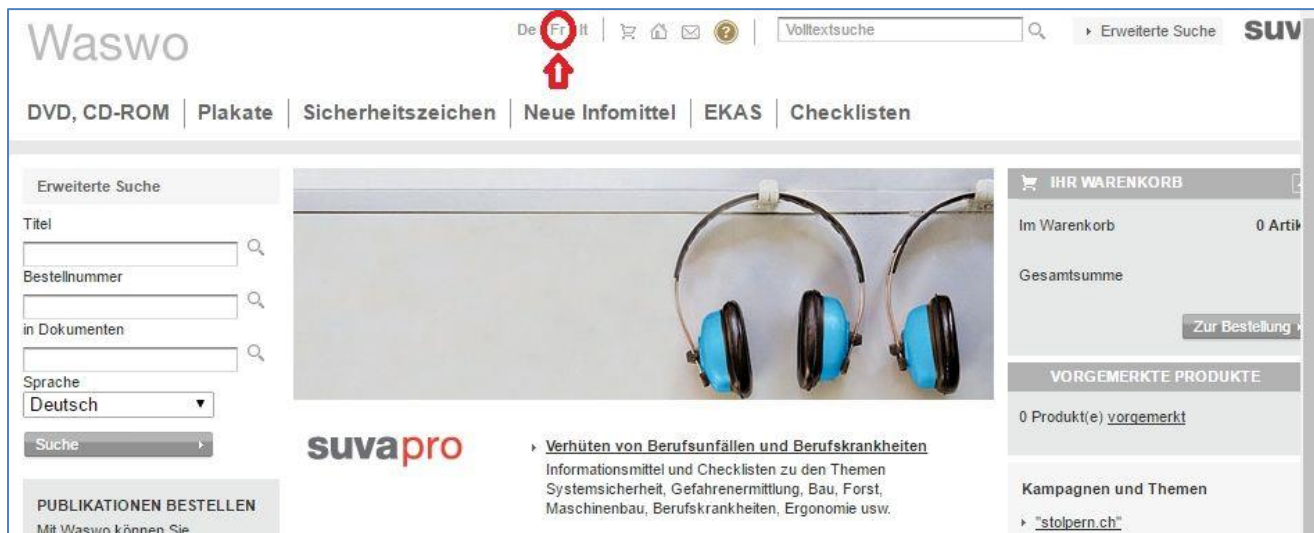 Waswo
De Fr It
?
Volltextsuche
Erweiterte Suche
suv
DVD, CD-ROM
Plakate
Sicherheitszeichen
Neue Infomittel
EKAS
Checklisten
Erweiterte Suche
Titel
Bestellnummer
in Dokumenten
Sprache
Deutsch
Suche
PUBLIKATIONEN BESTELLEN
Mit Waswo können Sie
suvapro
Verhüten von Berufsunfällen und Berufskrankheiten
Informationsmittel und Checklisten zu den Themen
Systemsicherheit, Gefahrenermittlung, Bau, Forst,
Maschinenbau, Berufskrankheiten, Ergonomie usw.
IHR WARENKORB
Im Warenkorb 0 Artik
Gesamtsumme
Zur Bestellung
VORGEMERKTE PRODUKTE
0 Produkt(e) vorgemerkt
Kampagnen und Themen
"stolpern.ch"